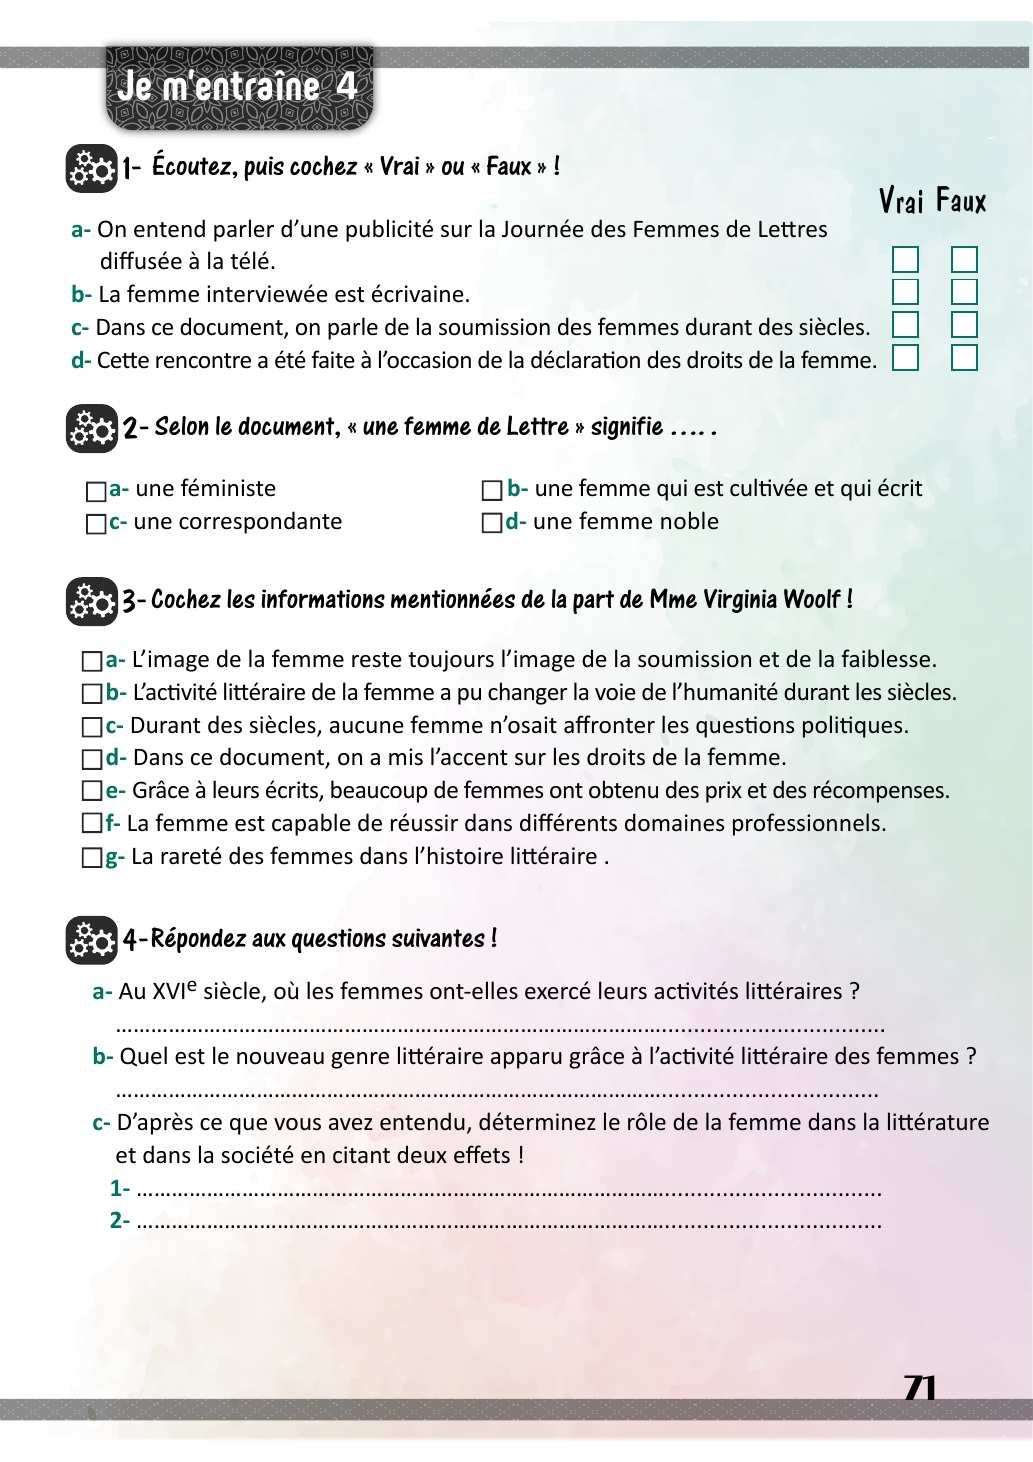 Je m'entraîne 4
1- Écoutez, puis cochez « Vrai » ou « Faux » !
Vrai Faux
a- On entend parler d’une publicité sur la Journée des Femmes de Lettres
diffusée à la télé.
b- La femme interviewée est écrivaine.
c- Dans ce document, on parle de la soumission des femmes durant des siècles.
d- Cette rencontre a été faite à l’occasion de la déclaration des droits de la femme.
2- Selon le document, « une femme de Lettre » signifie .....
a- une féministe
b- une femme qui est cultivée et qui écrit
c- une correspondante
d- une femme noble
3- Cochez les informations mentionnées de la part de Mme Virginia Woolf !
a- L’image de la femme reste toujours l’image de la soumission et de la faiblesse.
b- L’activité littéraire de la femme a pu changer la voie de l’humanité durant les siècles.
c- Durant des siècles, aucune femme n’osait affronter les questions politiques.
d- Dans ce document, on a mis l’accent sur les droits de la femme.
e- Grâce à leurs écrits, beaucoup de femmes ont obtenu des prix et des récompenses.
f- La femme est capable de réussir dans différents domaines professionnels.
g- La rareté des femmes dans l’histoire littéraire .
4- Répondez aux questions suivantes !
a- Au XVIe siècle, où les femmes ont-elles exercé leurs activités littéraires ?
................................................................................
b- Quel est le nouveau genre littéraire apparu grâce à l’activité littéraire des femmes ?
................................................................................
c- D’après ce que vous avez entendu, déterminez le rôle de la femme dans la littérature
et dans la société en citant deux effets !
1- ................................................................................
2- ................................................................................
71